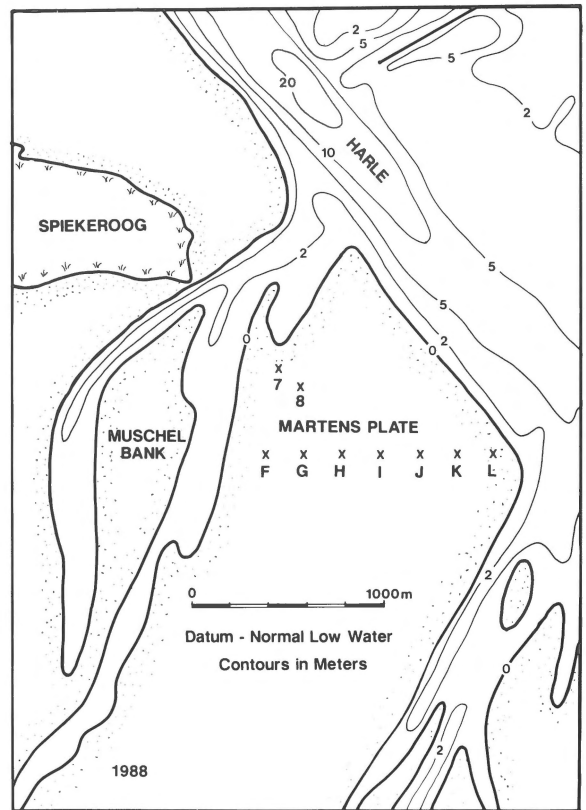 2
5
5
20
2
HARLE
10
SPIEKEROOG
2
5
5
0
2
0
x x
7 8
MARTENS PLATE
MUSCHEL
BANK
x x x x x x x
F G H I J K L
2
0 1000m
Datum - Normal Low Water
Contours in Meters
0
2
1988